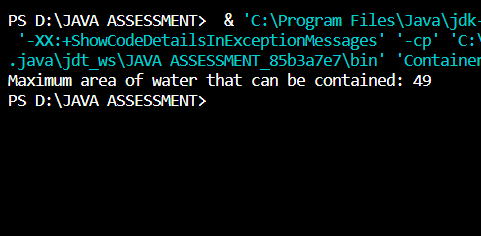 PS D:\JAVA ASSESSMENT>  & 'C:\Program Files\Java\jdk-
 '-XX:+ShowCodeDetailsInExceptionMessages' '-cp' 'C:\
.java\jdt_ws\JAVA ASSESSMENT_85b3a7e7\bin' 'Container
Maximum area of water that can be contained: 49
PS D:\JAVA ASSESSMENT>